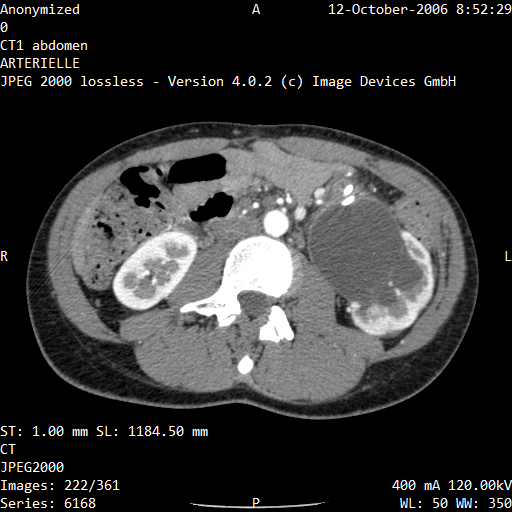 Anonymized A 12-October-2006 8:52:29
0
CT1 abdomen
ARTERIELLE
JPEG 2000 lossless - Version 4.0.2 (c) Image Devices GmbH
R L
ST: 1.00 mm SL: 1184.50 mm
CT
JPEG2000
Images: 222/361 400 mA 120.00kV
Series: 6168 P WL: 50 WW: 350